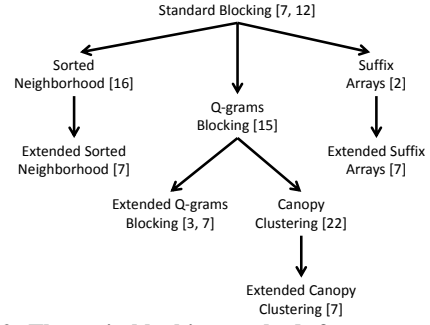 Standard Blocking [7, 12]
Sorted
Neighborhood [16]
Suffix
Arrays [2]
Q-grams
Blocking [15]
Extended Sorted
Neighborhood [7]
Extended Suffix
Arrays [7]
Extended Q-grams
Blocking [3, 7]
Canopy
Clustering [22]
Extended Canopy
Clustering [7]